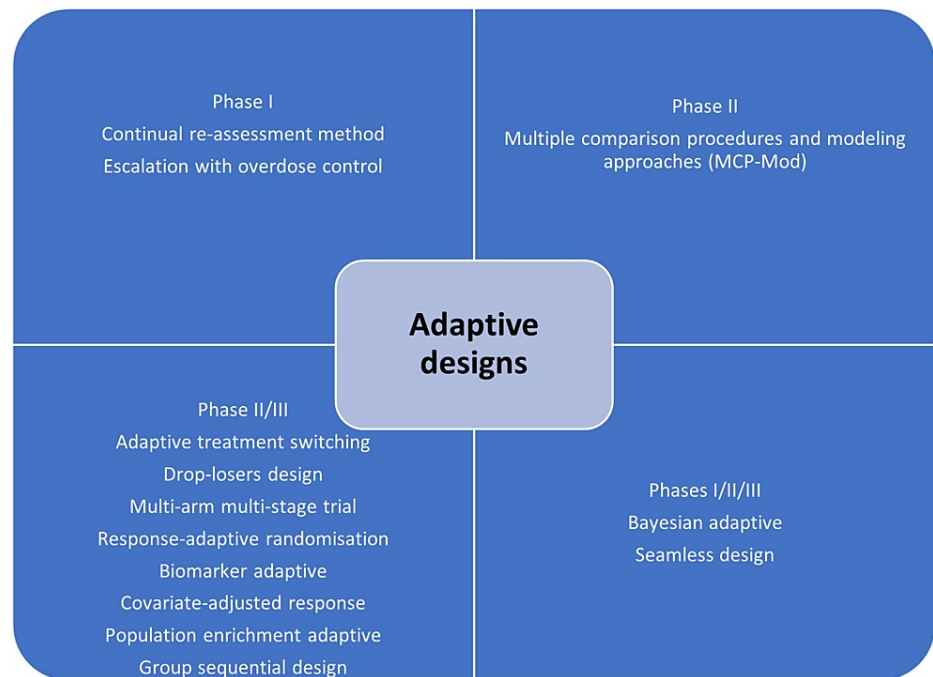 Phase I
Continual re-assessment method
Escalation with overdose control
Phase II
Multiple comparison procedures and modeling
approaches (MCP-Mod)
Adaptive
designs
Phase II/III
Adaptive treatment switching
Drop-losers design
Multi-arm multi-stage trial
Response-adaptive randomisation
Biomarker adaptive
Covariate-adjusted response
Population enrichment adaptive
Group sequential design
Phases I/II/III
Bayesian adaptive
Seamless design